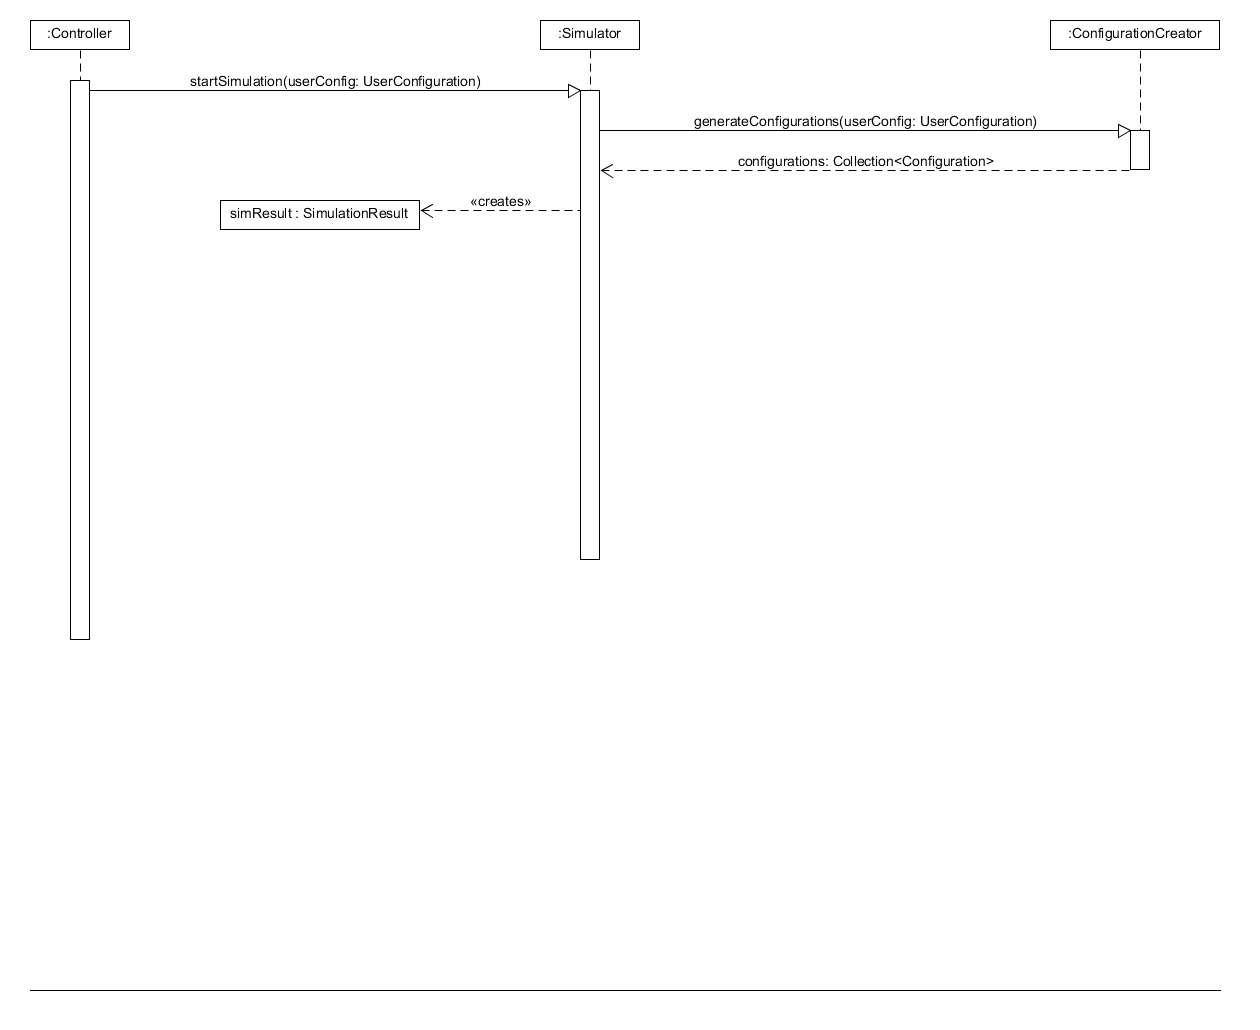 :Controller
:Simulator
:ConfigurationCreator
startSimulation(userConfig: UserConfiguration)
generateConfigurations(userConfig: UserConfiguration)
configurations: Collection<Configuration>
«creates»
simResult : SimulationResult